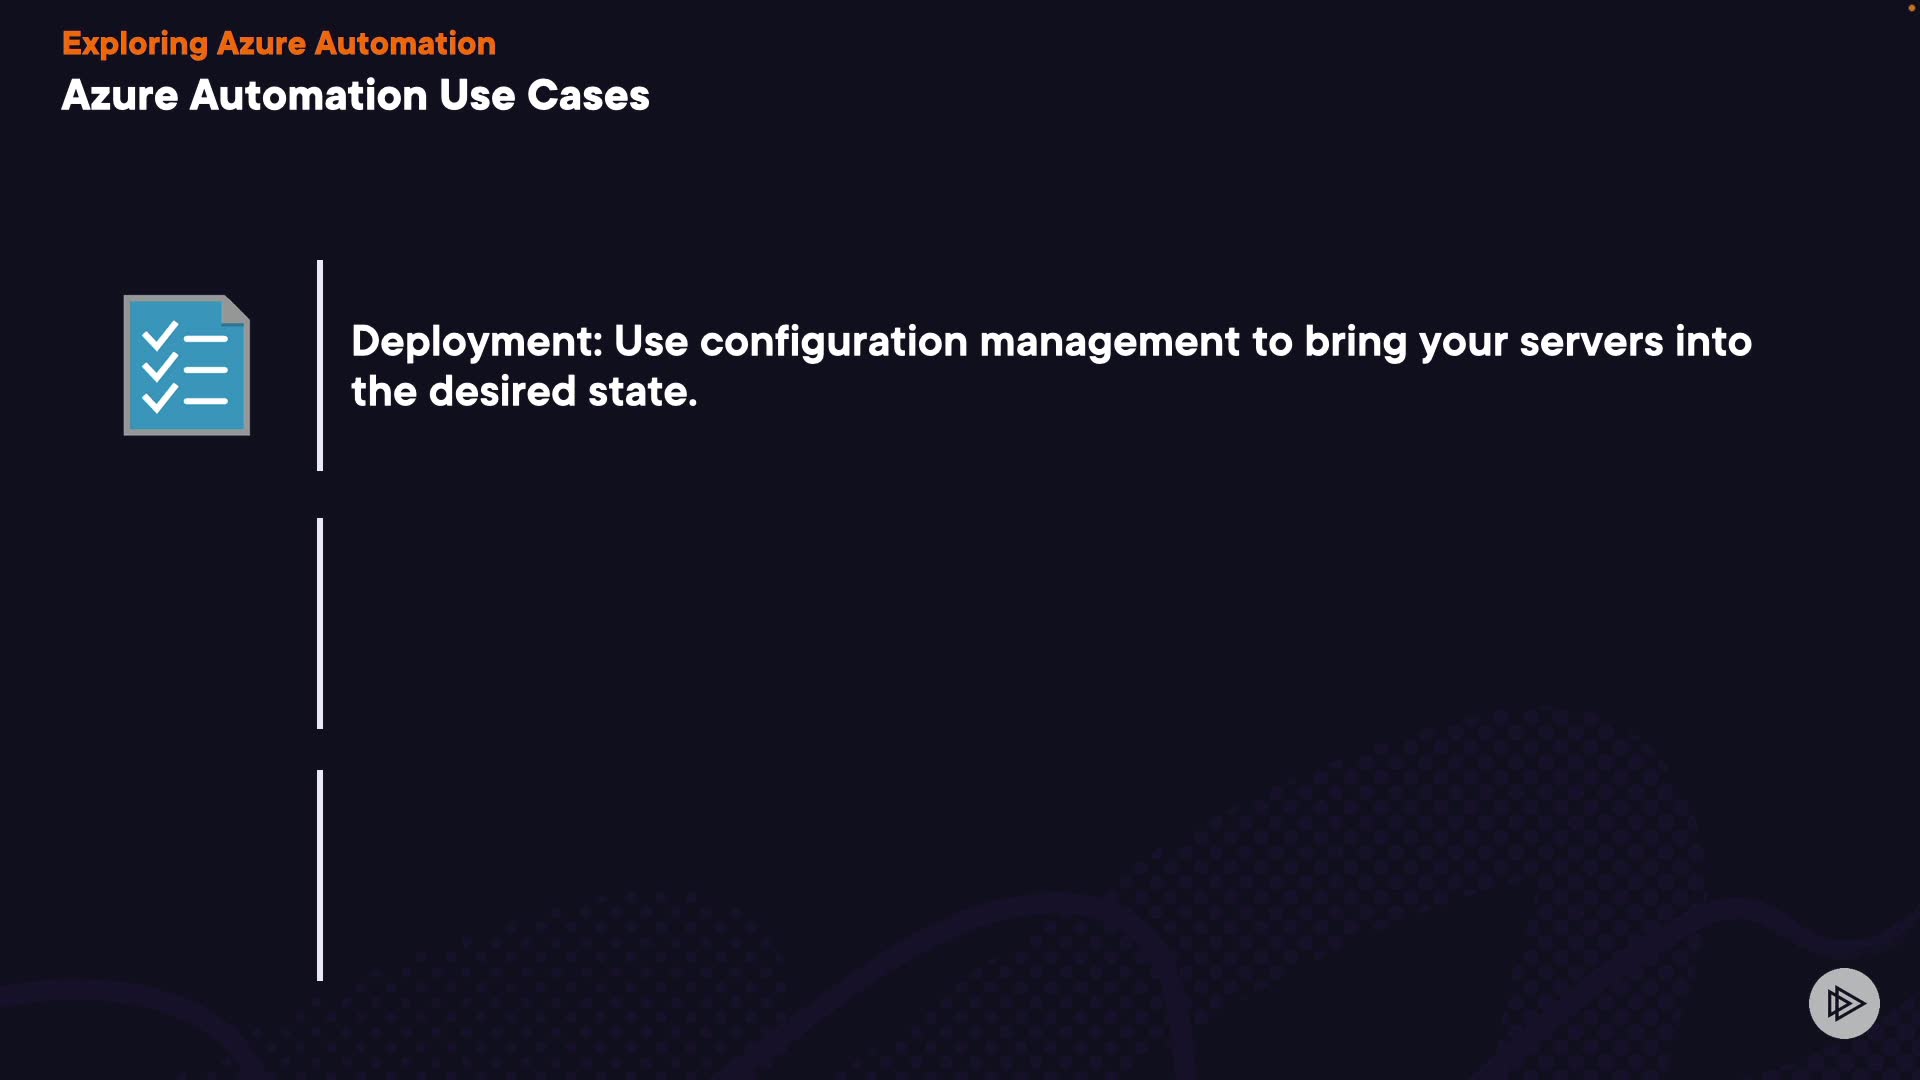 Exploring Azure Automation
Azure Automation Use Cases
Deployment: Use configuration management to bring your servers into
the desired state.